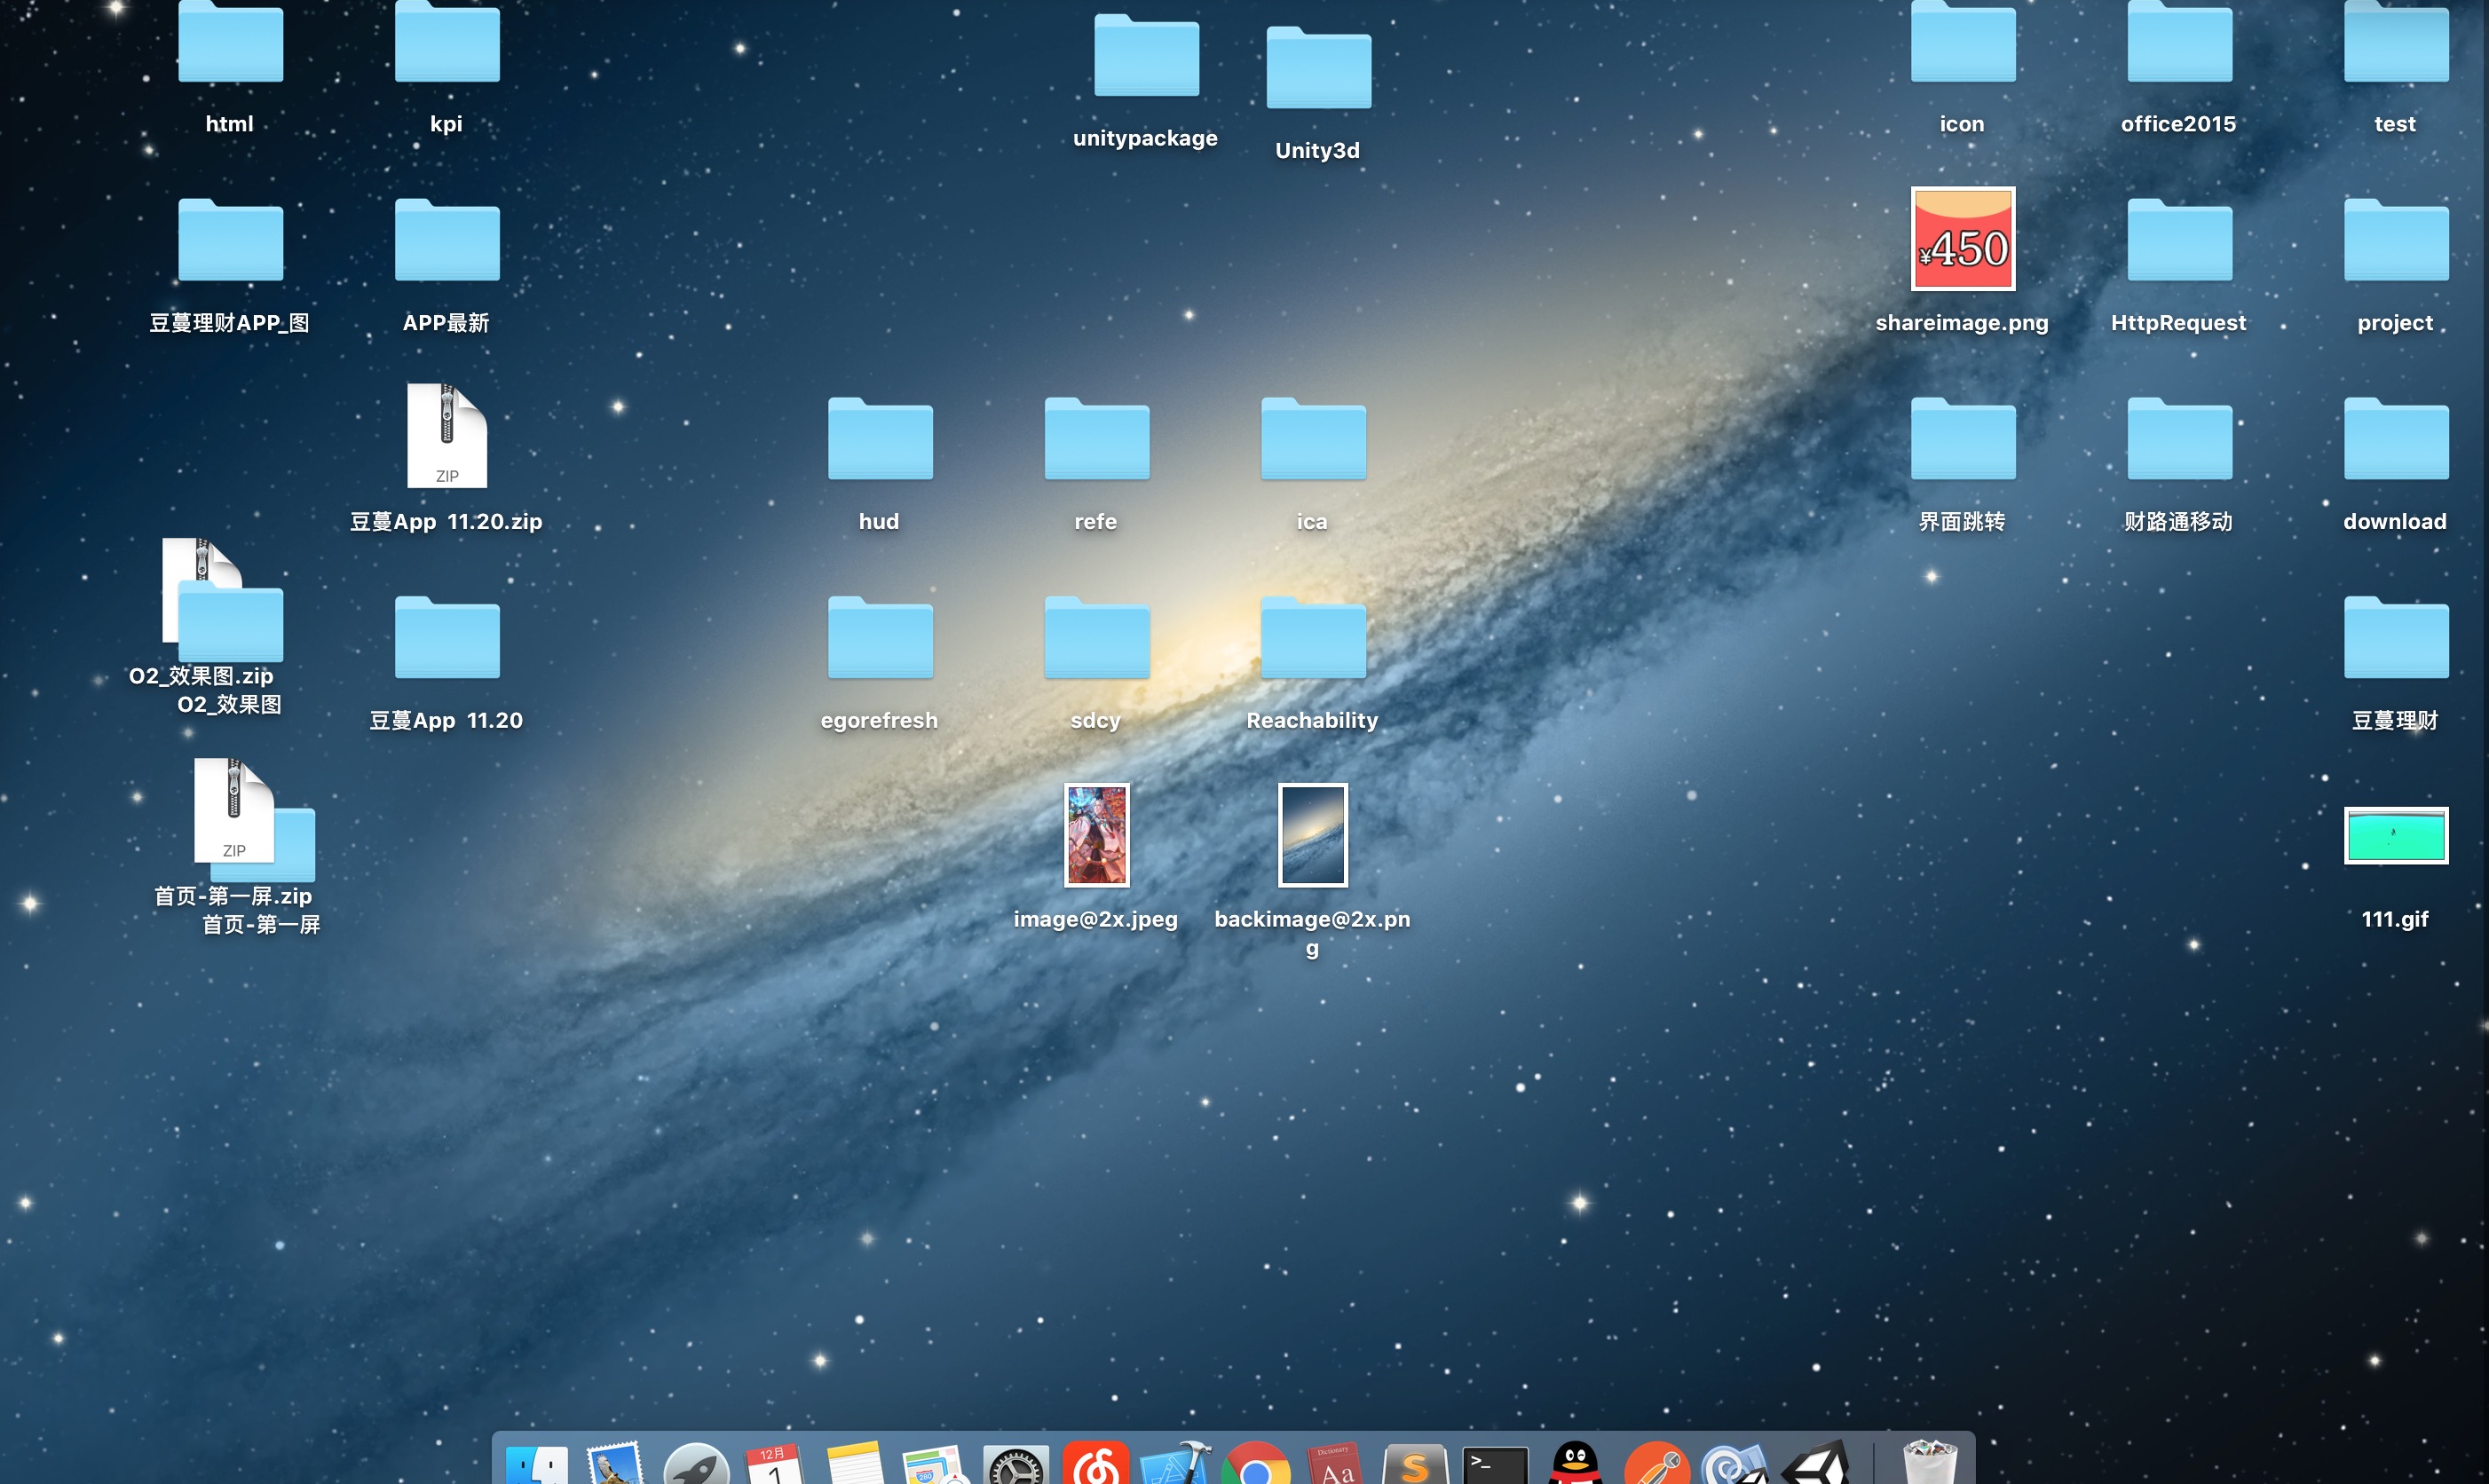 html
kpi
unitypackage
Unity3d
icon
office2015
test
¥450
豆蔓理财APP_图
APP最新
shareimage.png
HttpRequest
project
ZIP
豆蔓App 11.20.zip
hud
refe
ica
界面跳转
财路通移动
download
O2_效果图.zip
O2_效果图
豆蔓App 11.20
egorefresh
sdcy
Reachability
豆蔓理财
ZIP
首页-第一屏.zip
首页-第一屏
image@2x.jpeg
backimage@2x.pn
g
111.gif
12月
1
280
Dictionary
Aa
S
>_